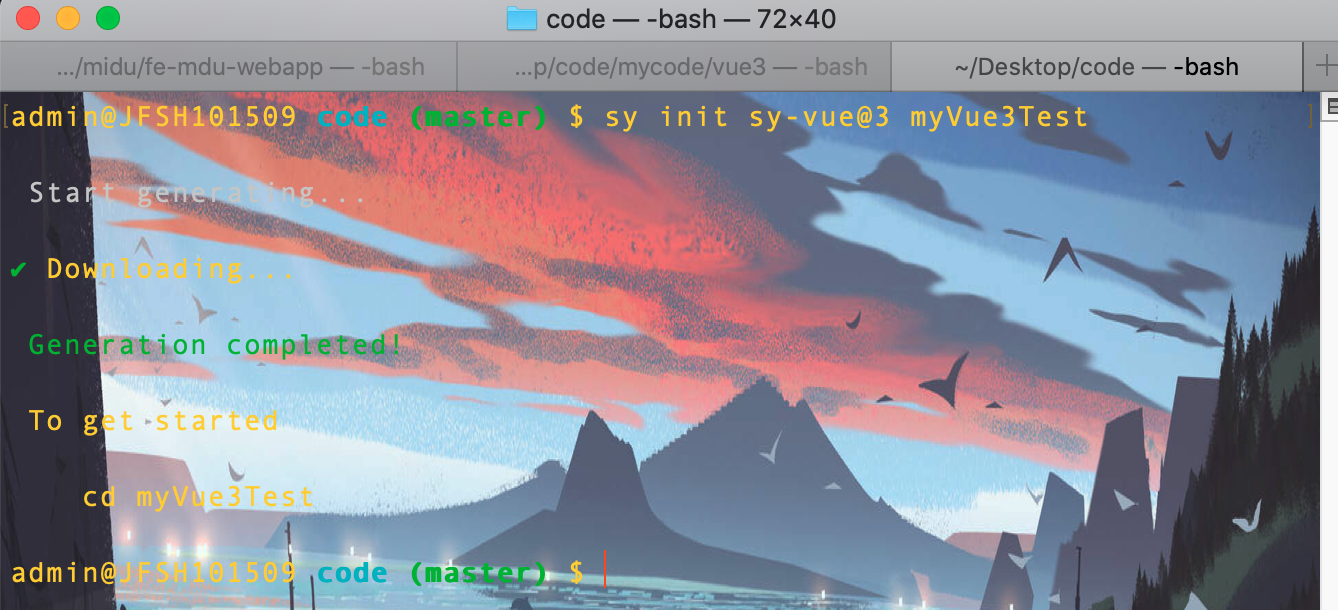 code — -bash — 72×40
.../midu/fe-mdu-webapp — -bash
...p/code/mycode/vue3 — -bash
~/Desktop/code — -bash
[admin@JFSH101509 code (master) $ sy init sy-vue@3 myVue3Test ]
Start generating...
✔ Downloading...
Generation completed!
To get started
cd myVue3Test
admin@JFSH101509 code (master) $